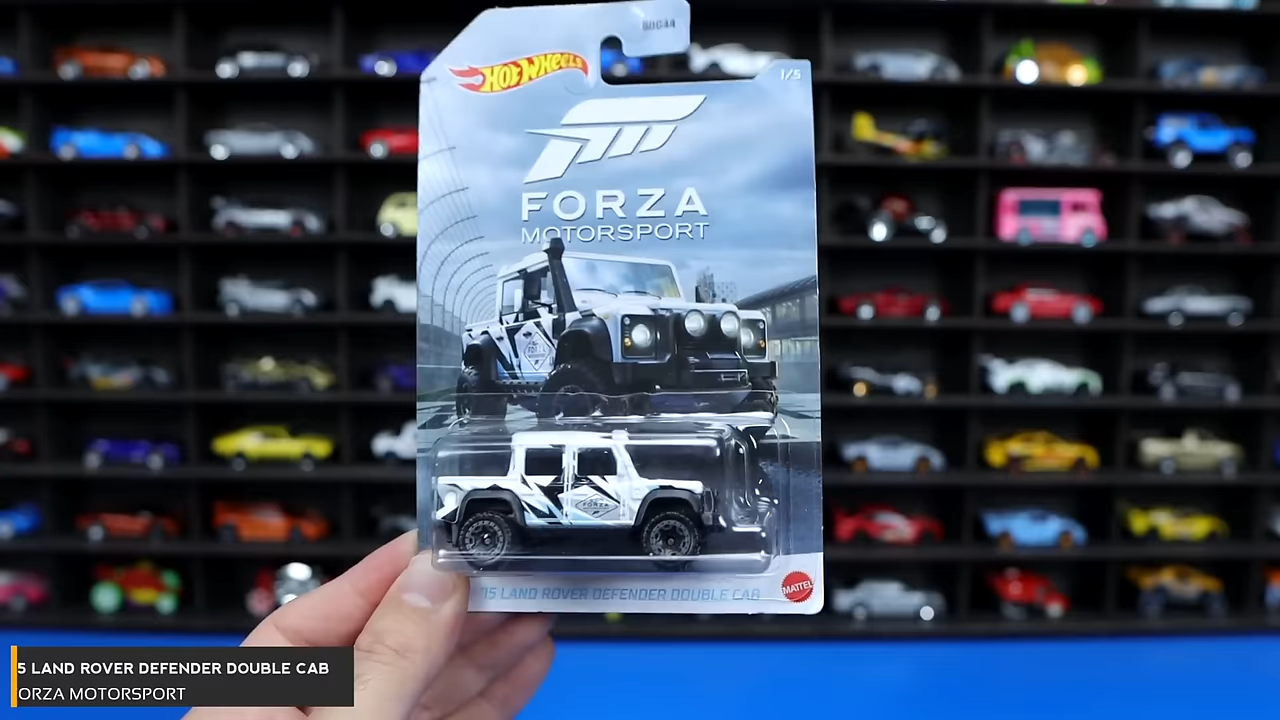 HOT WHEELS
1/5
FORZA
MOTORSPORT
FORZA
15 LAND ROVER DEFENDER DOUBLE CAB
MATTEL
5 LAND ROVER DEFENDER DOUBLE CAB
ORZA MOTORSPORT